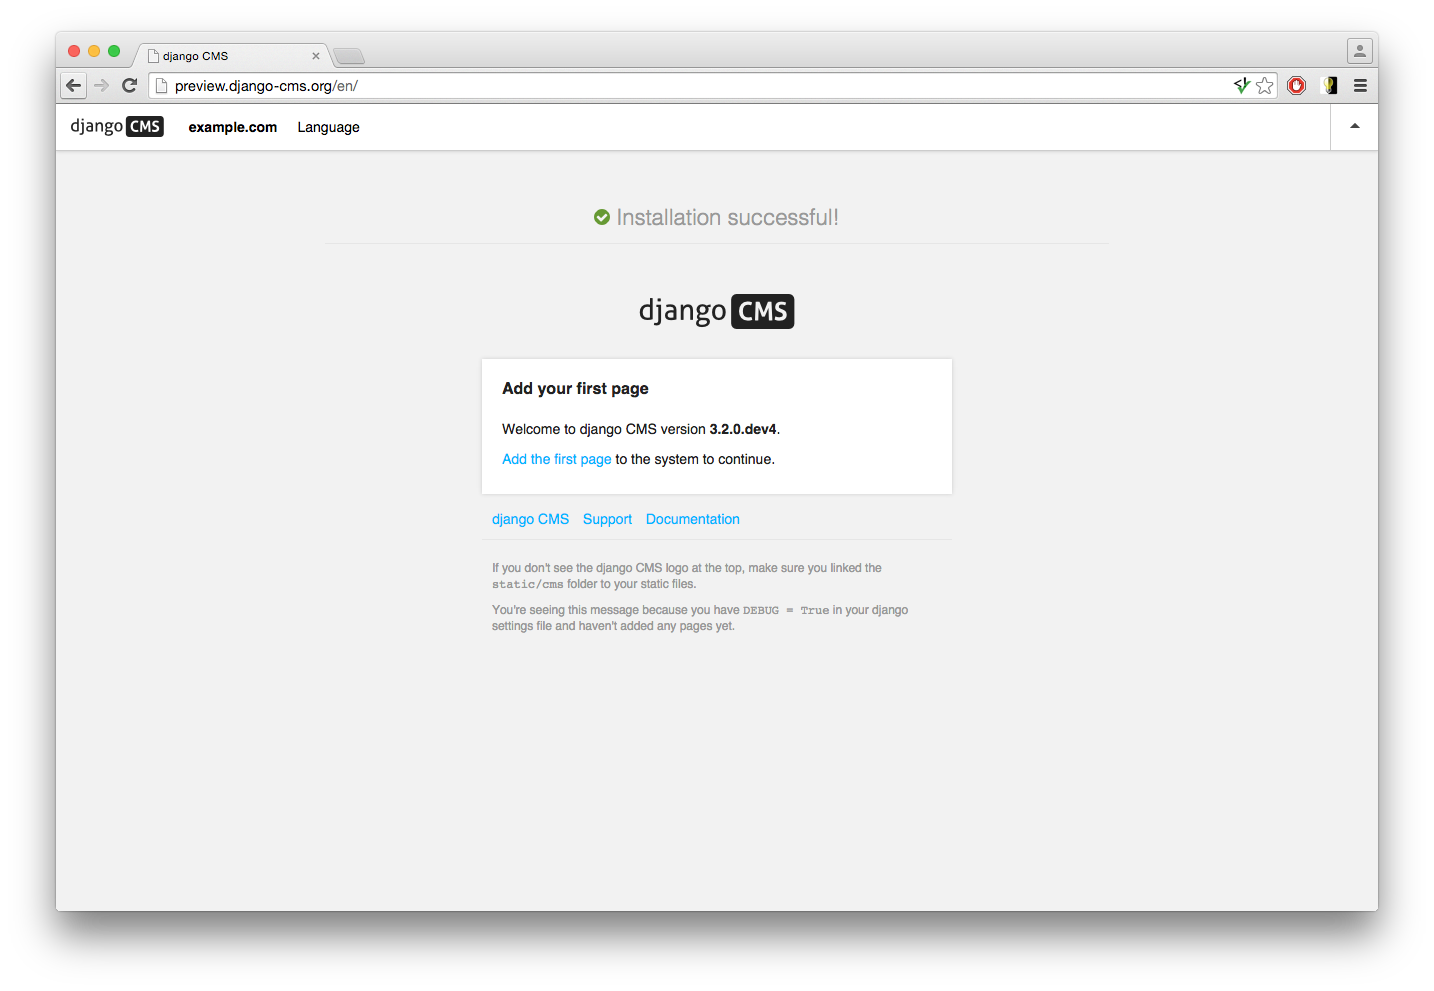 django CMS
preview.django-cms.org/en/
django CMS example.com Language
Installation successful!
django CMS
Add your first page
Welcome to django CMS version 3.2.0.dev4.
Add the first page to the system to continue.
django CMS Support Documentation
If you don't see the django CMS logo at the top, make sure you linked the
static/cms folder to your static files.
You're seeing this message because you have DEBUG = True in your django
settings file and haven't added any pages yet.